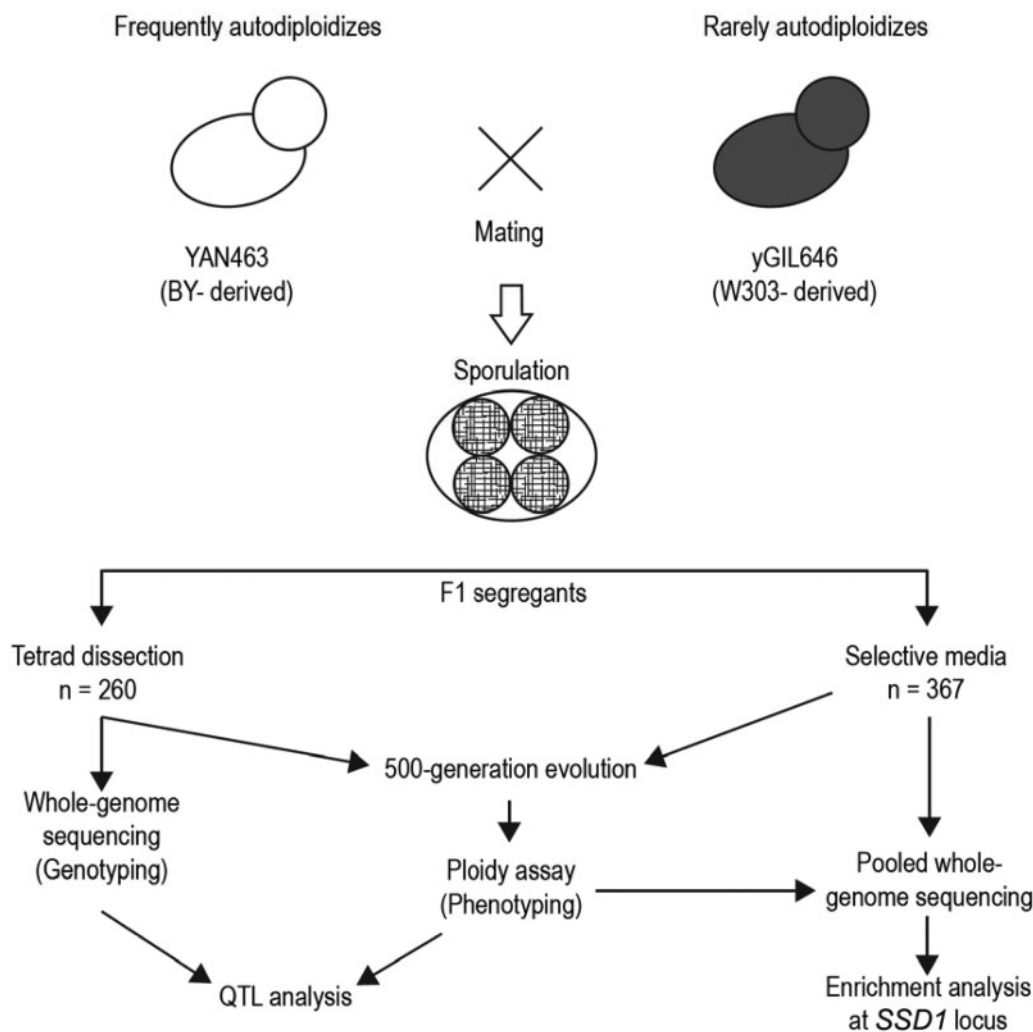 Frequently autodiploidizes
Rarely autodiploidizes
Mating
YAN463
(BY- derived)
yGIL646
(W303- derived)
Sporulation
F1 segregants
Tetrad dissection
n = 260
Selective media
n = 367
500-generation evolution
Whole-genome
sequencing
(Genotyping)
Ploidy assay
(Phenotyping)
Pooled whole-
genome sequencing
QTL analysis
Enrichment analysis
at SSD1 locus